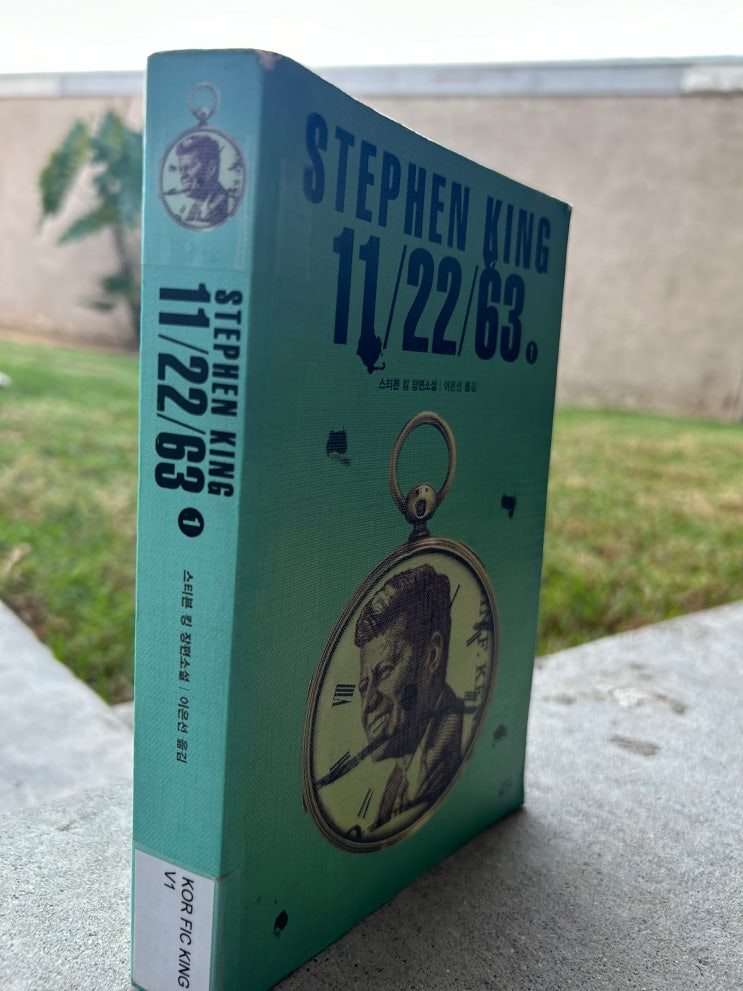 STEPHEN KING
11/22/63 1
스티븐 킹 장편소설 | 이은선 옮김
VIII
N F. KE
STEPHEN KING
11/22/63 1
스티븐 킹 장편소설 | 이은선 옮김
KOR FIC KING
V1